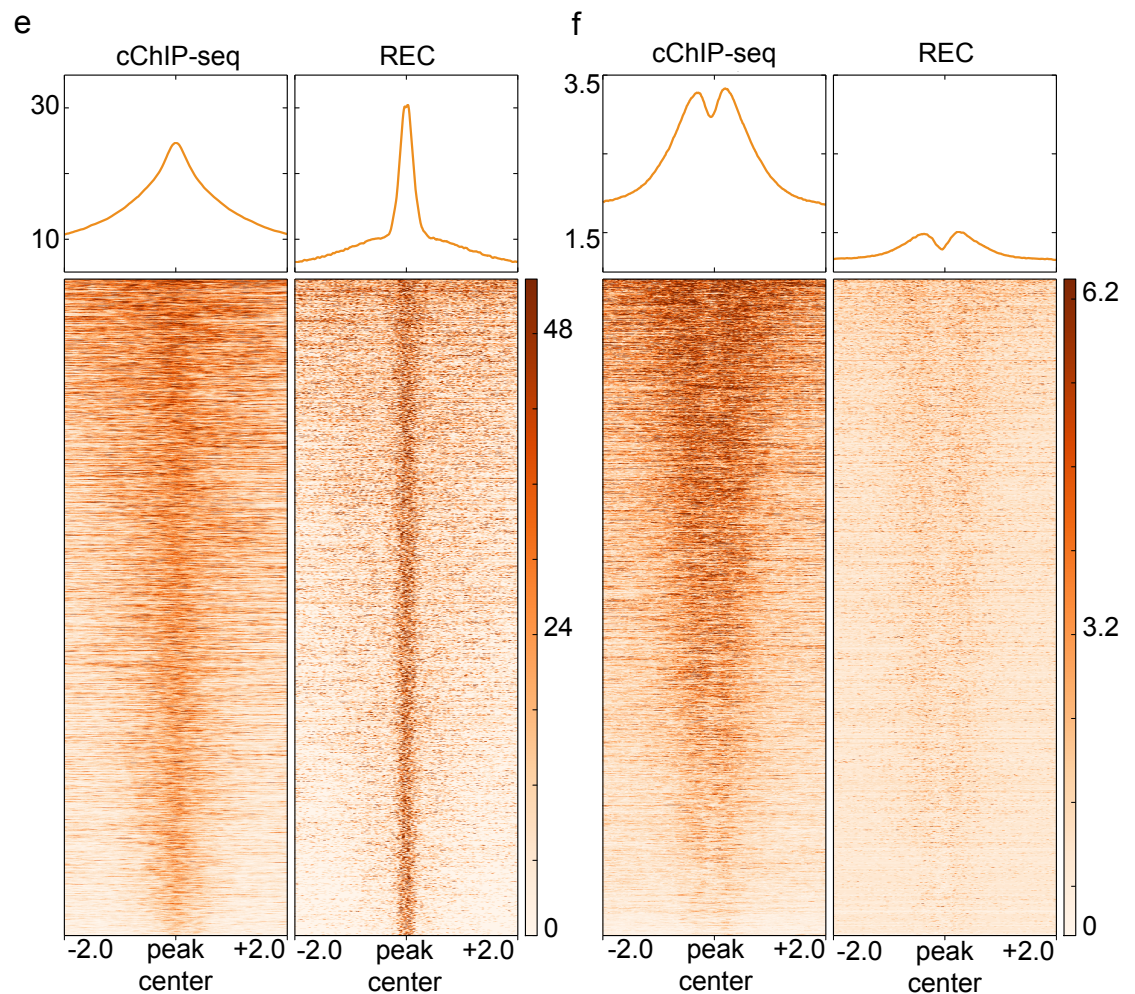 e
f
cChIP-seq
REC
cChIP-seq
REC
30
10
3.5
1.5
48
24
0
6.2
3.2
0
-2.0 peak +2.0
center
-2.0 peak +2.0
center
-2.0 peak +2.0
center
-2.0 peak +2.0
center